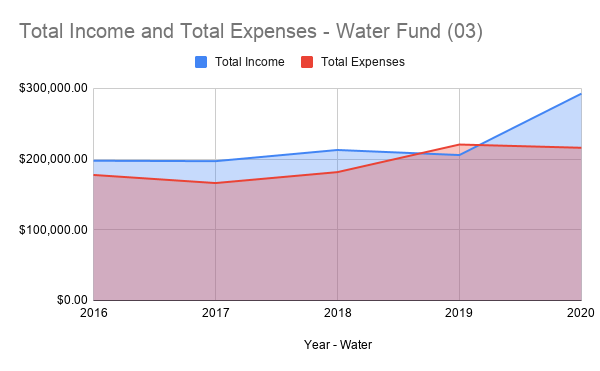 Total Income and Total Expenses - Water Fund (03)
Total Income Total Expenses
$300,000.00
$200,000.00
$100,000.00
$0.00
2016 2017 2018 2019 2020
Year - Water